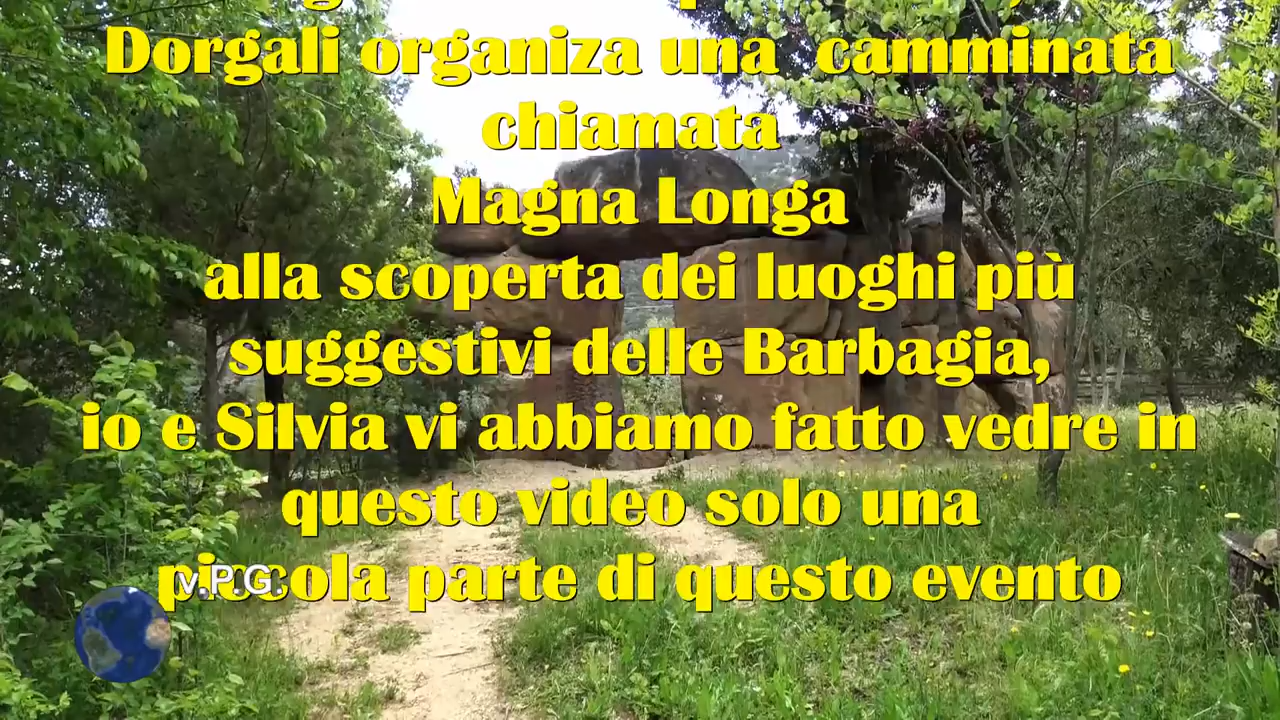 Dorgali organiza una camminata
chiamata
Magna Longa
alla scoperta dei luoghi più
suggestivi delle Barbagia,
io e Silvia vi abbiamo fatto vedre in
questo video solo una
piccola parte di questo evento
v.P.G.